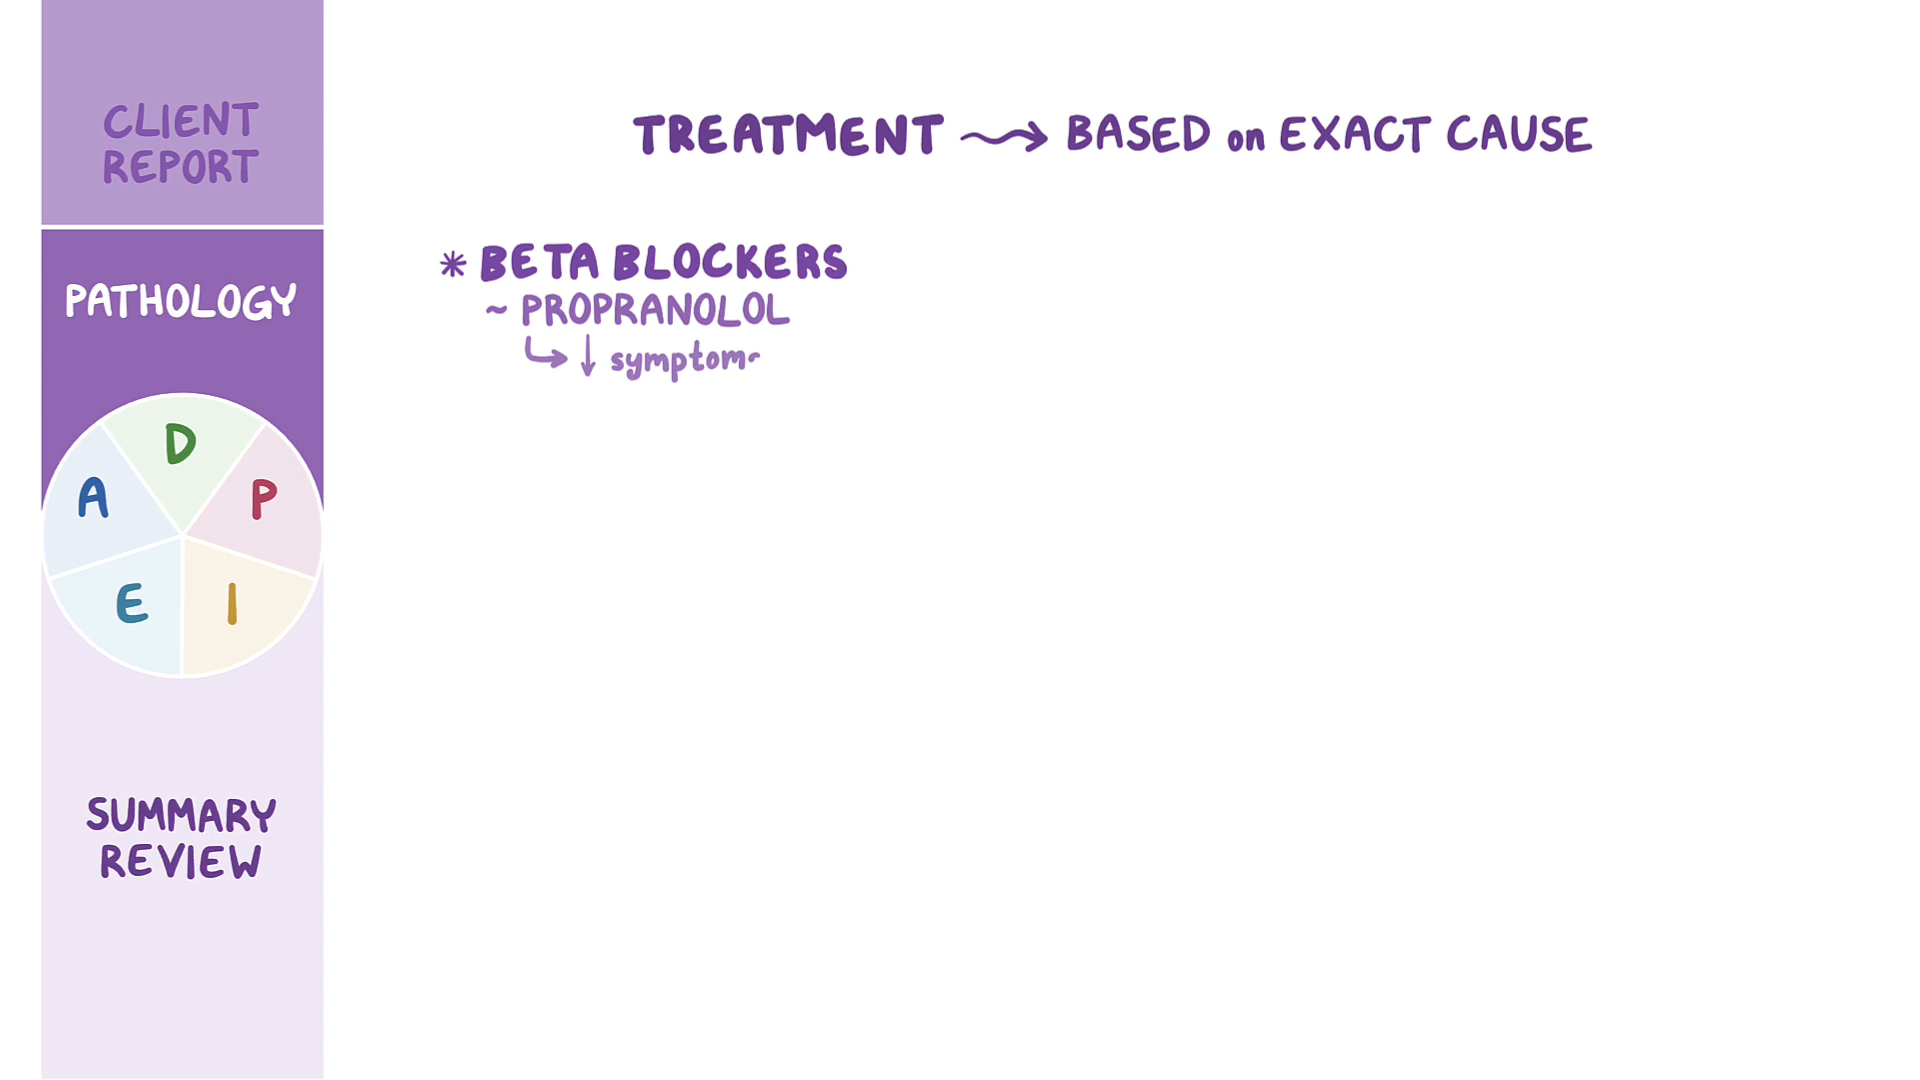 CLIENT
REPORT
PATHOLOGY
A
D
P
E
I
SUMMARY
REVIEW
TREATMENT → BASED on EXACT CAUSE
* BETA BLOCKERS
~ PROPRANOLOL
↳ ↓ symptom